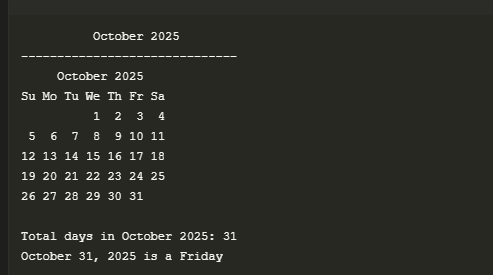 October 2025
------------------------------
October 2025
Su Mo Tu We Th Fr Sa
1 2 3 4
5 6 7 8 9 10 11
12 13 14 15 16 17 18
19 20 21 22 23 24 25
26 27 28 29 30 31
Total days in October 2025: 31
October 31, 2025 is a Friday